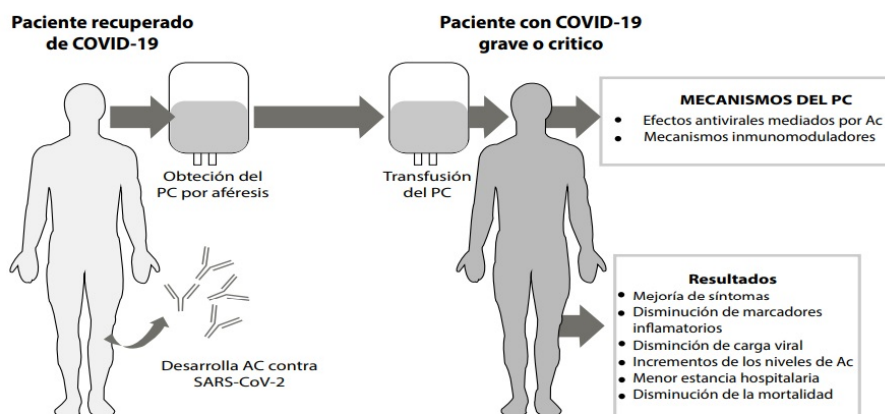 Paciente recuperado
de COVID-19
Paciente con COVID-19
grave o critico
Obteción del
PC por aféresis
Transfusión
del PC
MECANISMOS DEL PC
• Efectos antivirales mediados por Ac
• Mecanismos inmunomoduladores
Desarrolla AC contra
SARS-CoV-2
Resultados
• Mejoría de síntomas
• Disminución de marcadores
inflamatorios
• Disminción de carga viral
• Incrementos de los niveles de Ac
• Menor estancia hospitalaria
• Disminución de la mortalidad